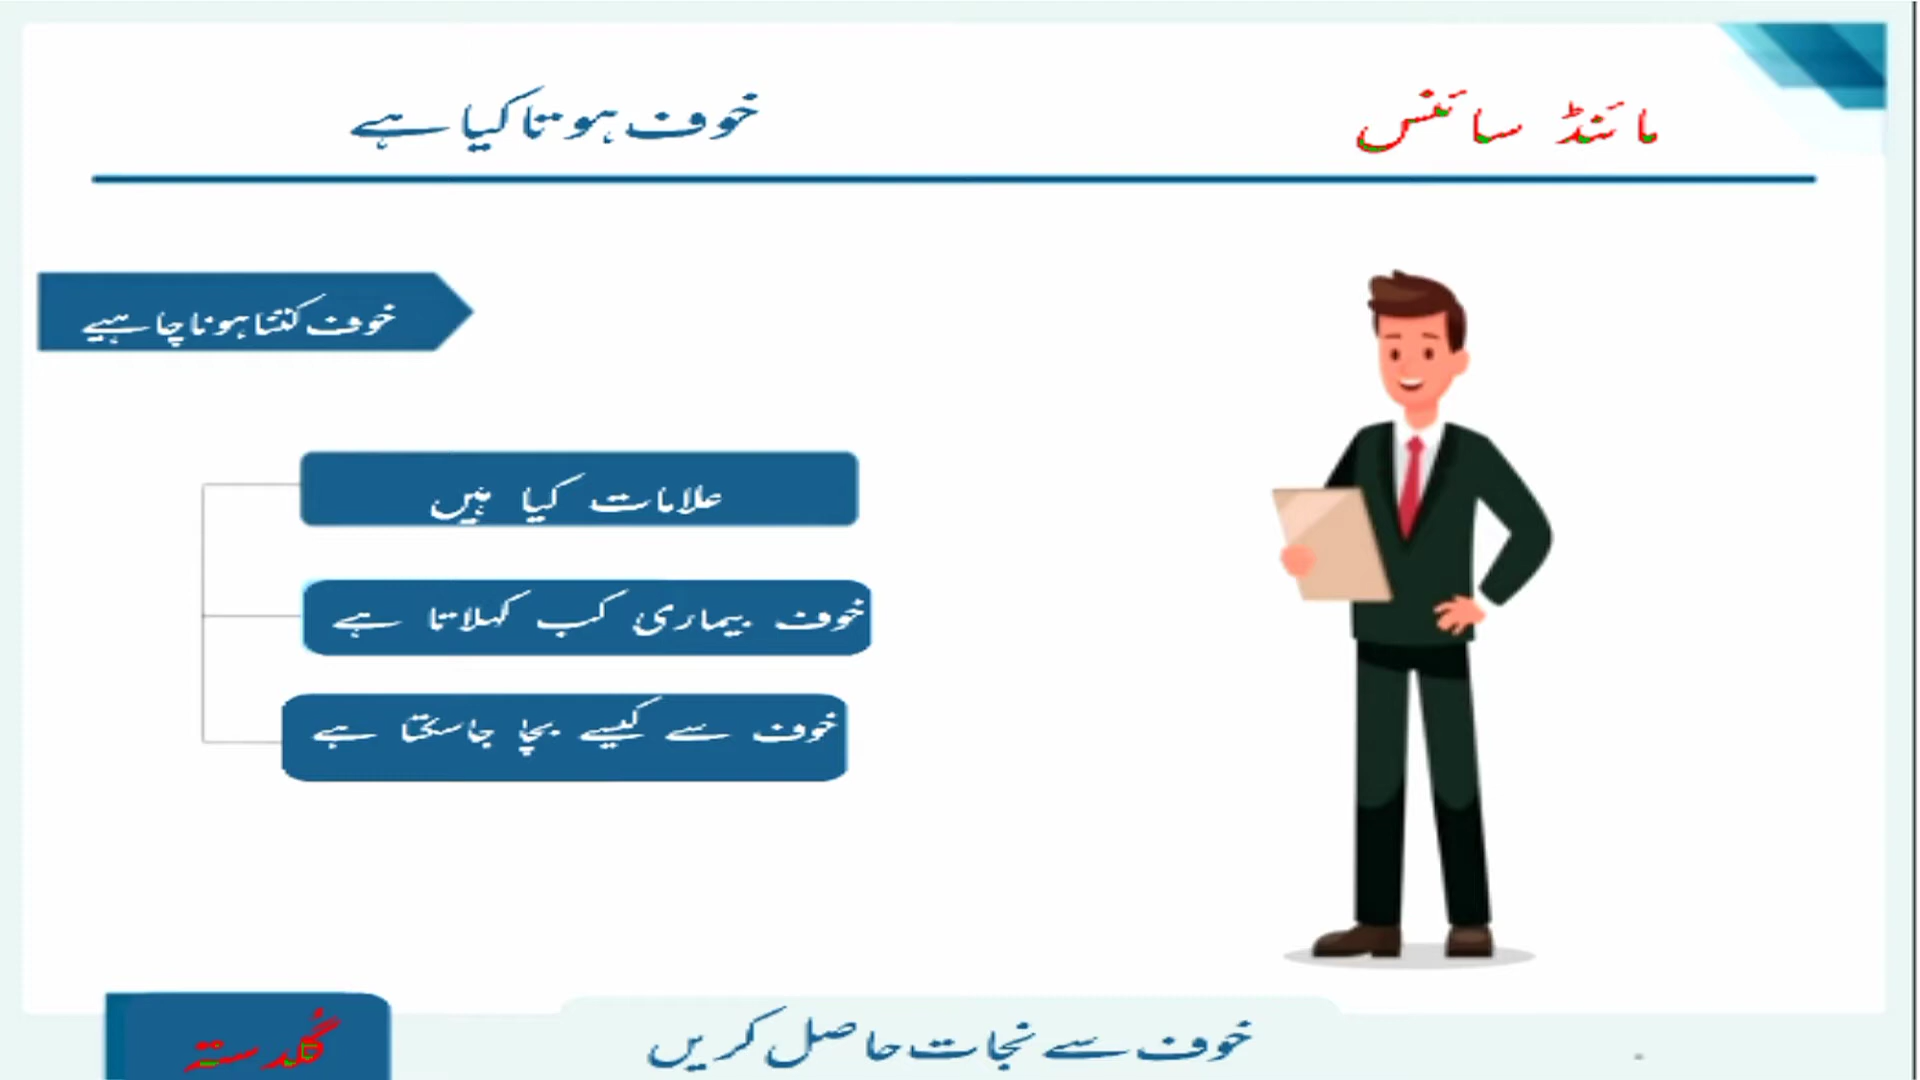 مائنڈ سائنس
خوف ہوتا کیا ہے
خوف کتنا ہونا چاہیے
علامات کیا ہیں
خوف بیماری کب کہلاتا ہے
خوف سے کیسے بچا جاسکتا ہے
گلدستہ
خوف سے نجات حاصل کریں